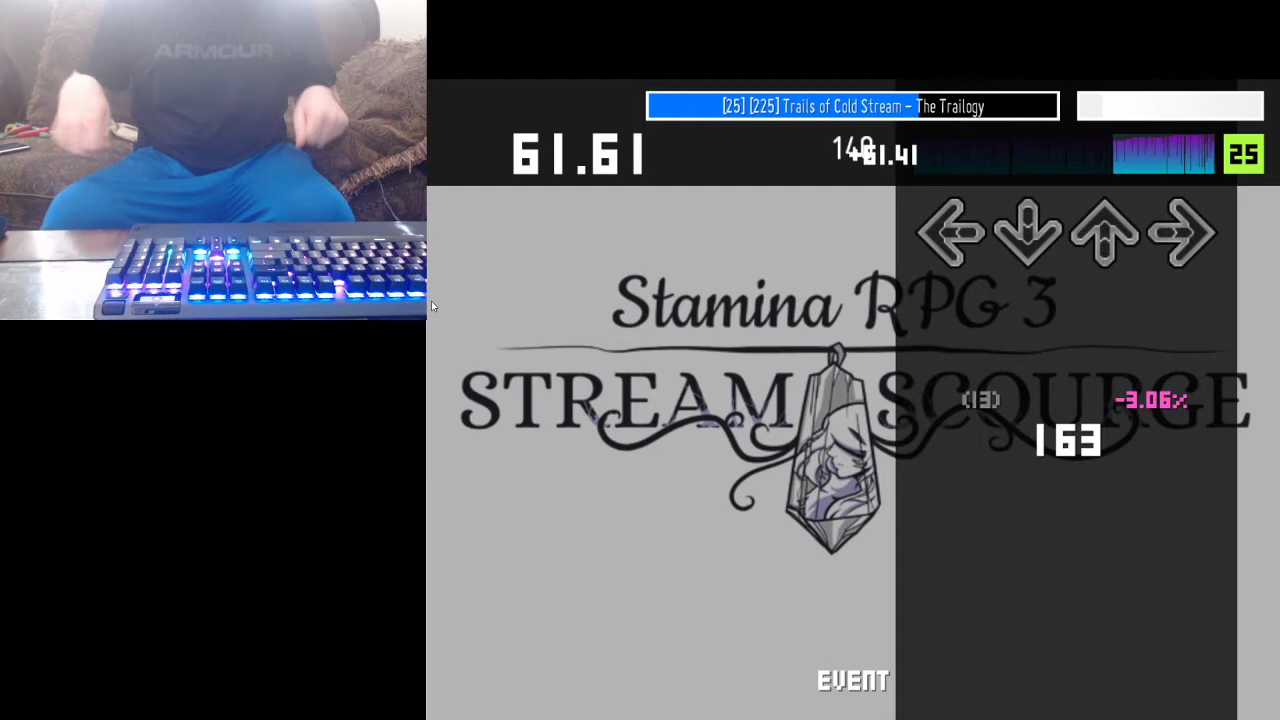 ARMOUR
[25] [225] Trails of Cold Stream - The Trailogy
61.61
61.41
25
Stamina RPG 3
STREAM SCOURGE
(13)
-3.06%
163
EVENT